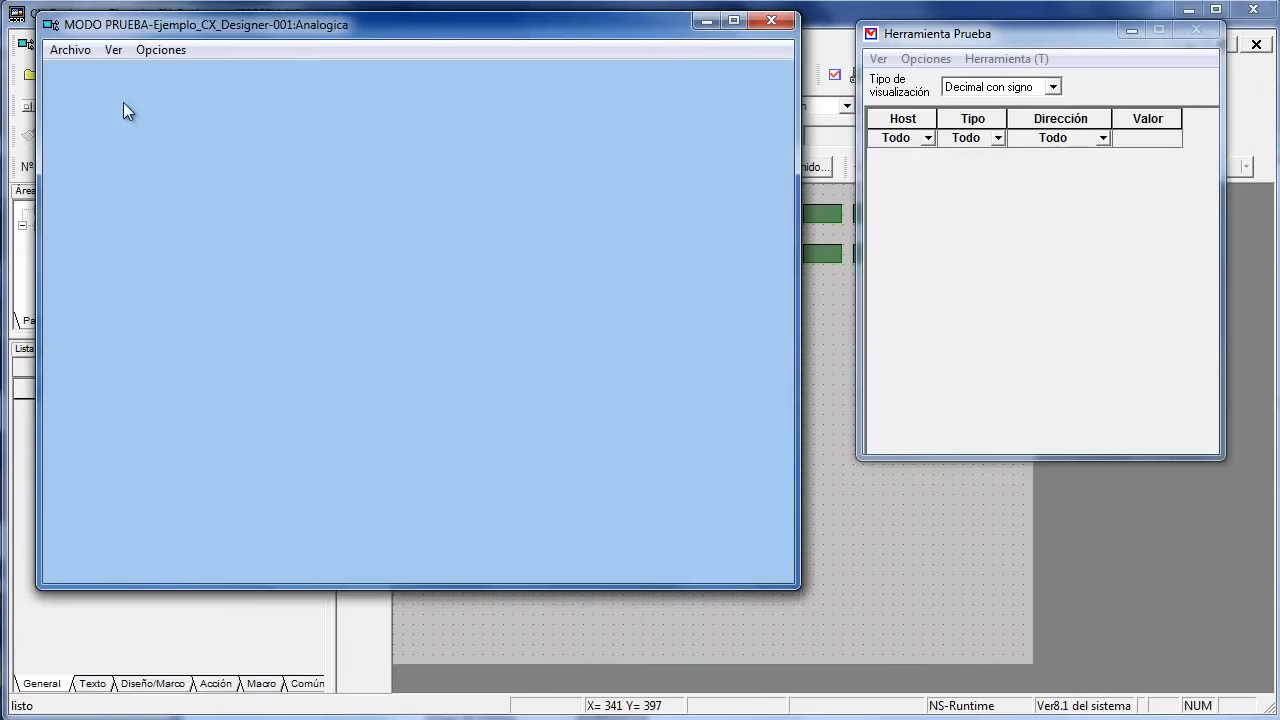 MODO PRUEBA-Ejemplo_CX_Designer-001:Analogica
Archivo Ver Opciones
Herramienta Prueba
Ver Opciones Herramienta (T)
Tipo de visualización
Decimal con signo
Host Tipo Dirección Valor
Todo Todo Todo
Nº
nido...
Área
Pa
Lista
General Texto Diseño/Marco Acción Macro Común
listo X= 341 Y= 397 NS-Runtime Ver8.1 del sistema NUM